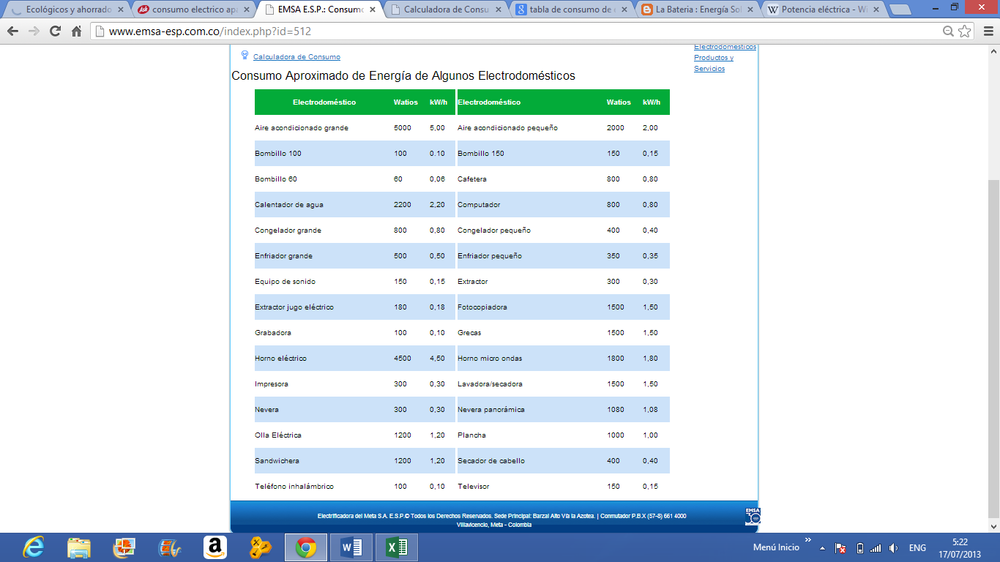 Ecológicos y ahorrado
consumo electrico apa
EMSA E.S.P.: Consumo
Calculadora de Consu
tabla de consumo de e
La Bateria : Energía Sol
Potencia eléctrica - Wi
www.emsa-esp.com.co/index.php?id=512
Calculadora de Consumo
Electrodomésticos
Productos y
Servicios
Consumo Aproximado de Energía de Algunos Electrodomésticos
Electrodoméstico Watios kW/h Electrodoméstico Watios kW/h
Aire acondicionado grande 5000 5,00 Aire acondicionado pequeño 2000 2,00
Bombillo 100 100 0.10 Bombillo 150 150 0,15
Bombillo 60 60 0,06 Cafetera 800 0,80
Calentador de agua 2200 2,20 Computador 800 0,80
Congelador grande 800 0,80 Congelador pequeño 400 0,40
Enfriador grande 500 0,50 Enfriador pequeño 350 0,35
Equipo de sonido 150 0,15 Extractor 300 0,30
Extractor jugo eléctrico 180 0,18 Fotocopiadora 1500 1,50
Grabadora 100 0,10 Grecas 1500 1,50
Horno eléctrico 4500 4,50 Horno micro ondas 1800 1,80
Impresora 300 0,30 Lavadora/secadora 1500 1,50
Nevera 300 0,30 Nevera panorámica 1080 1,08
Olla Eléctrica 1200 1,20 Plancha 1000 1,00
Sandwichera 1200 1,20 Secador de cabello 400 0,40
Teléfono inhalámbrico 100 0,10 Televisor 150 0,15
Electrificadora del Meta S.A. E.S.P.© Todos los Derechos Reservados. Sede Principal: Barzal Alto Vía la Azotea. | Conmutador P.B.X (57-8) 661 4000
Villavicencio, Meta - Colombia
EMSA
Menú Inicio
ENG
5:22
17/07/2013